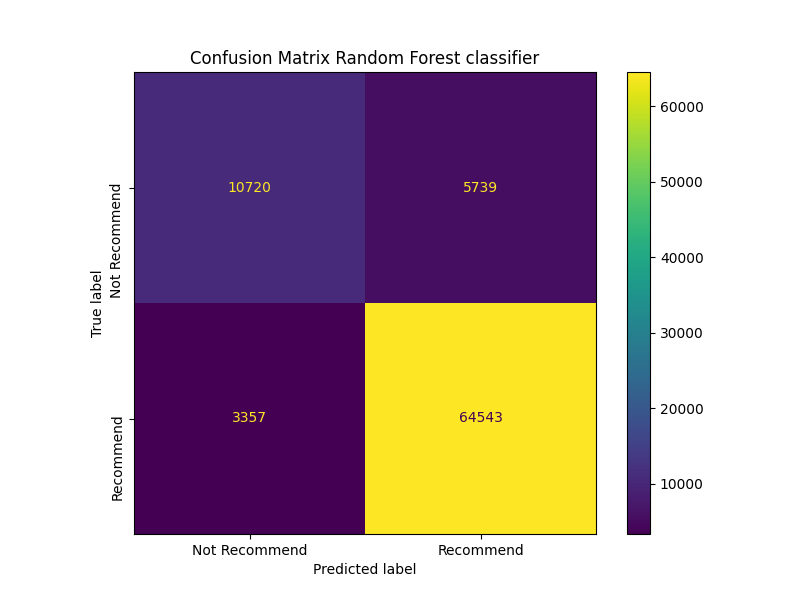 Confusion Matrix Random Forest classifier
True label
Not Recommend
Recommend
10720
5739
3357
64543
Not Recommend
Recommend
Predicted label
60000
50000
40000
30000
20000
10000